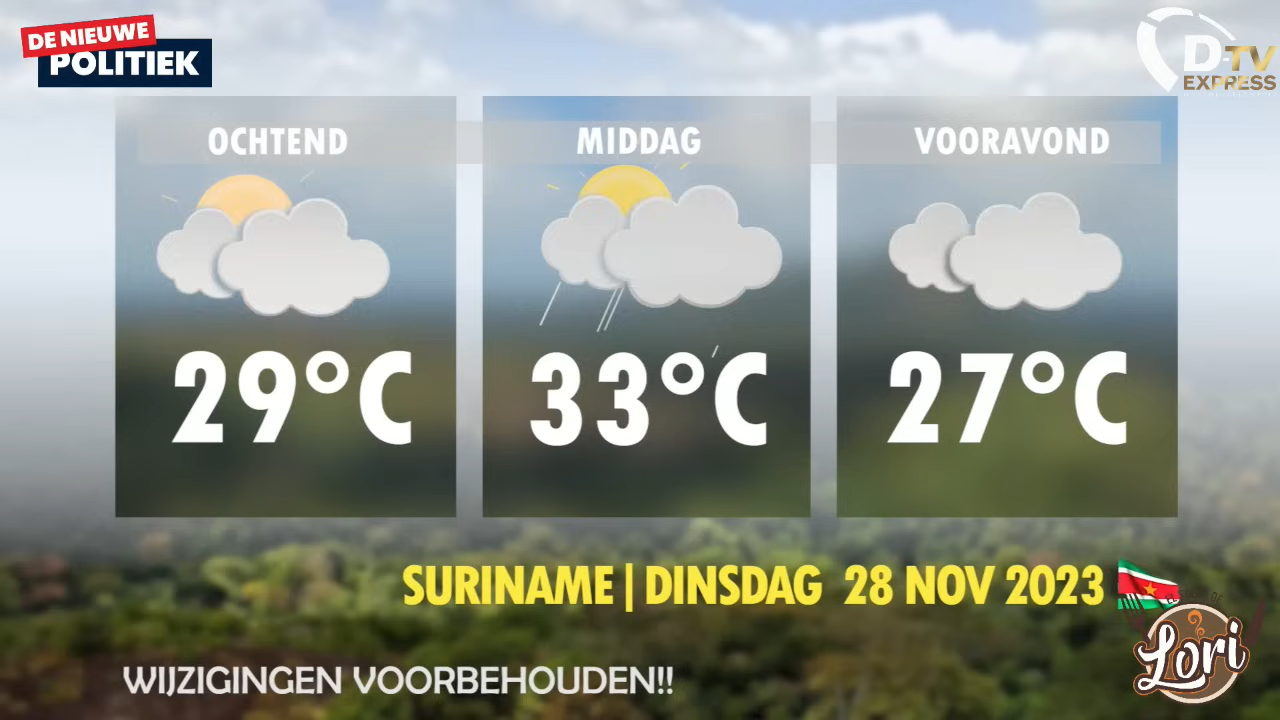 DE NIEUWE
POLITIEK
D-TV
EXPRESS
OCHTEND
MIDDAG
VOORAVOND
29°C
33°C
27°C
SURINAME | DINSDAG 28 NOV 2023
Lori
WIJZIGINGEN VOORBEHOUDEN!!